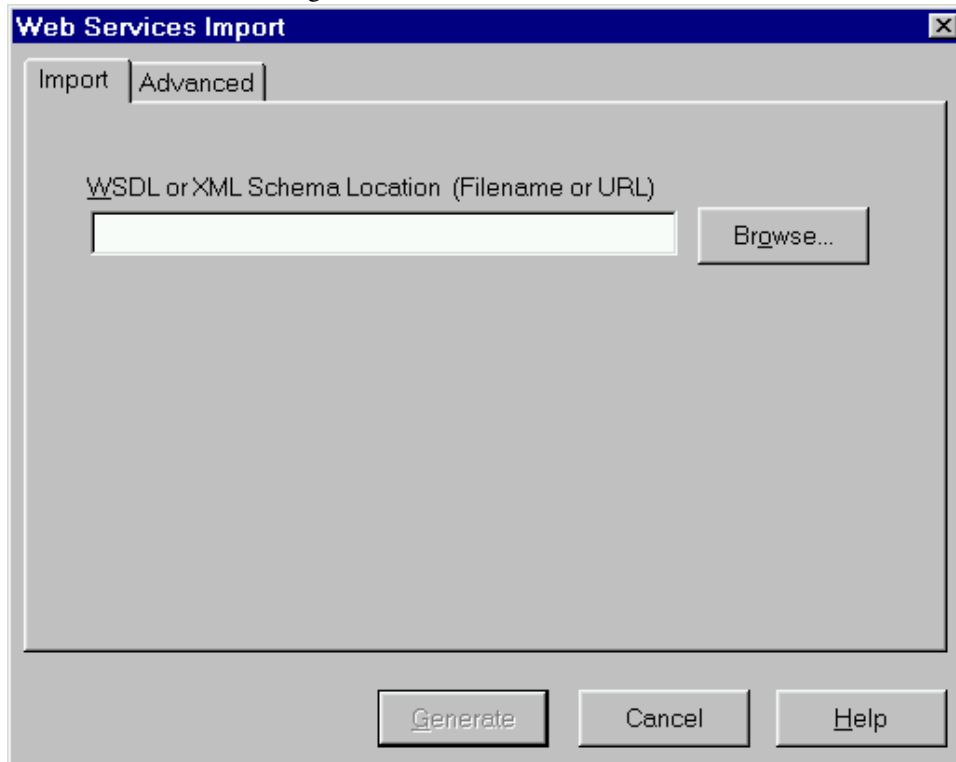 Web Services Import
Import Advanced
WSDL or XML Schema Location (Filename or URL)
Browse...
Generate Cancel Help